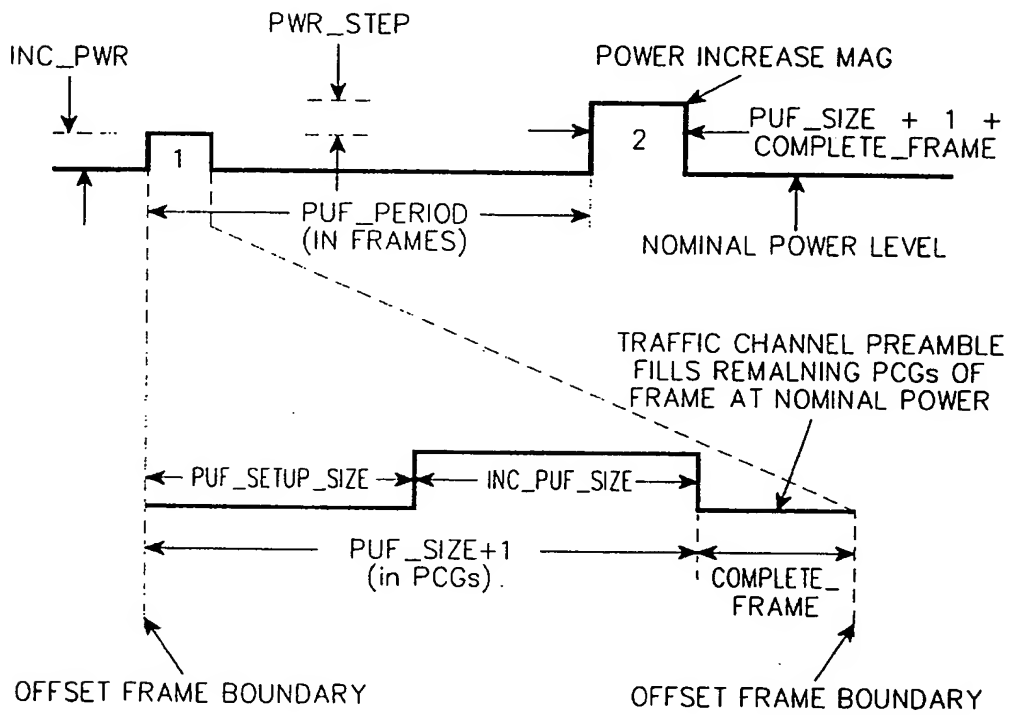 PWR_STEP
INC_PWR
POWER INCREASE MAG
1
2
PUF_SIZE + 1 +
COMPLETE_FRAME
PUF_PERIOD
(IN FRAMES)
NOMINAL POWER LEVEL
TRAFFIC CHANNEL PREAMBLE
FILLS REMALNING PCGs OF
FRAME AT NOMINAL POWER
PUF_SETUP_SIZE
INC_PUF_SIZE
PUF_SIZE+1
(in PCGs).
COMPLETE_
FRAME
OFFSET FRAME BOUNDARY
OFFSET FRAME BOUNDARY